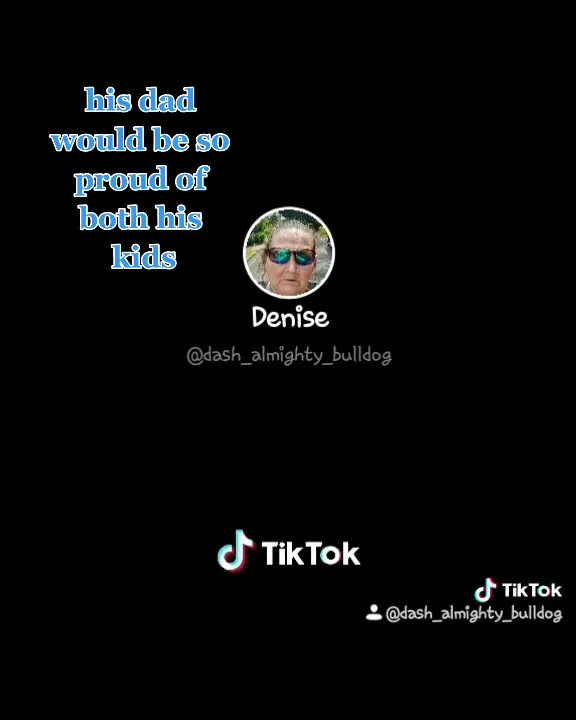 his dad
would be so
proud of
both his
kids
Denise
@dash_almighty_bulldog
TikTok
TikTok
@dash_almighty_bulldog